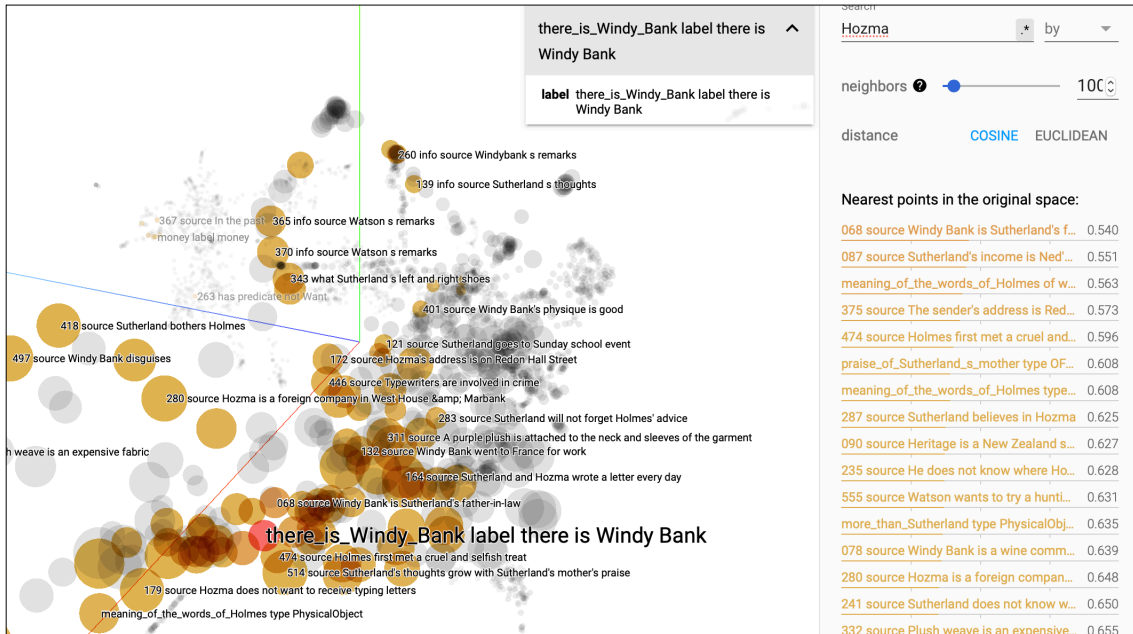 there_is_Windy_Bank label there is
Windy Bank
label there_is_Windy_Bank label there is
Windy Bank
260 info source Windybank s remarks
139 info source Sutherland s thoughts
367 source In the past
365 info source Watson s remarks
money label money
370 info source Watson s remarks
343 what Sutherland s left and right shoes
263 has predicate not Want
401 source Windy Bank's physique is good
418 source Sutherland bothers Holmes
121 source Sutherland goes to Sunday school event
497 source Windy Bank disguises
172 source Hozma's address is on Redon Hall Street
446 source Typewriters are involved in crime
280 source Hozma is a foreign company in West House &amp; Marbank
283 source Sutherland will not forget Holmes' advice
311 source A purple plush is attached to the neck and sleeves of the garment
h weave is an expensive fabric
132 source Windy Bank went to France for work
164 source Sutherland and Hozma wrote a letter every day
068 source Windy Bank is Sutherland's father-in-law
there_is_Windy_Bank label there is Windy Bank
474 source Holmes first met a cruel and selfish treat
514 source Sutherland's thoughts grow with Sutherland's mother's praise
179 source Hozma does not want to receive typing letters
meaning_of_the_words_of_Holmes type PhysicalObject
Search
Hozma .* by
neighbors ? 100
distance COSINE EUCLIDEAN
Nearest points in the original space:
068 source Windy Bank is Sutherland's f... 0.540
087 source Sutherland's income is Ned'... 0.551
meaning_of_the_words_of_Holmes of w... 0.563
375 source The sender's address is Red... 0.573
474 source Holmes first met a cruel and... 0.596
praise_of_Sutherland_s_mother type OF... 0.608
meaning_of_the_words_of_Holmes type... 0.608
287 source Sutherland believes in Hozma 0.625
090 source Heritage is a New Zealand s... 0.627
235 source He does not know where Ho... 0.628
555 source Watson wants to try a hunti... 0.631
more_than_Sutherland type PhysicalObj... 0.635
078 source Windy Bank is a wine comm... 0.639
280 source Hozma is a foreign compan... 0.648
241 source Sutherland does not know w... 0.650
332 source Plush weave is an expensive... 0.655